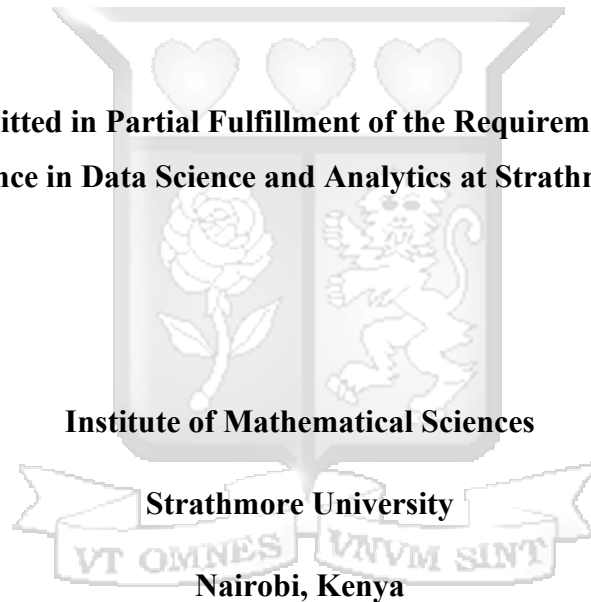 itted in Partial Fulfillment of the Requirem
nce in Data Science and Analytics at Strathm
Institute of Mathematical Sciences
Strathmore University
VT OMNES VNVM SINT
Nairobi, Kenya